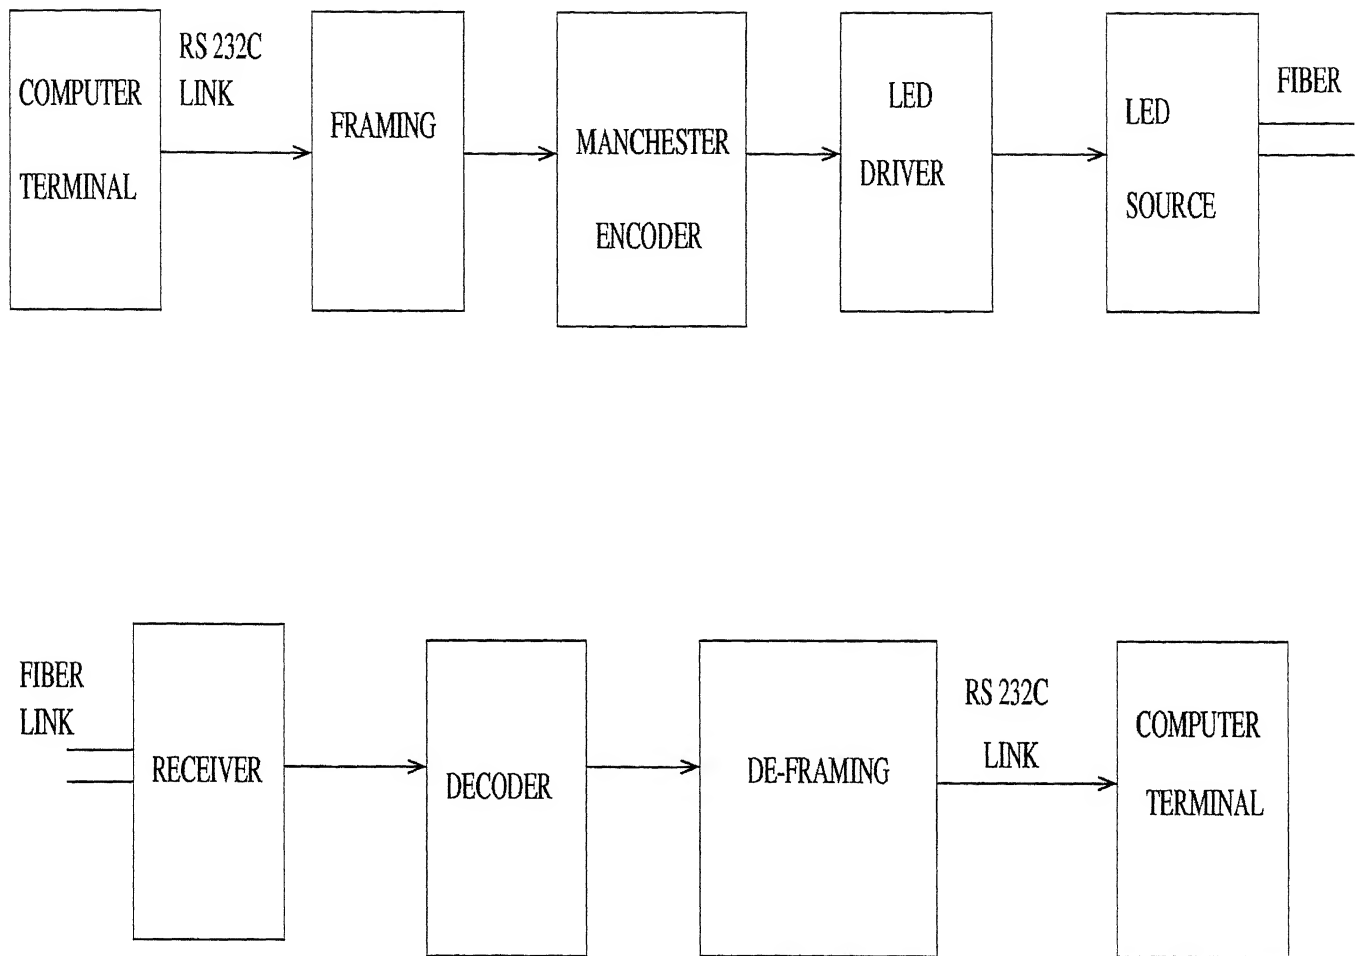 COMPUTER
TERMINAL
RS 232C
LINK
FRAMING
MANCHESTER
ENCODER
LED
DRIVER
LED
SOURCE
FIBER
FIBER
LINK
RECEIVER
DECODER
DE-FRAMING
RS 232C
LINK
COMPUTER
TERMINAL